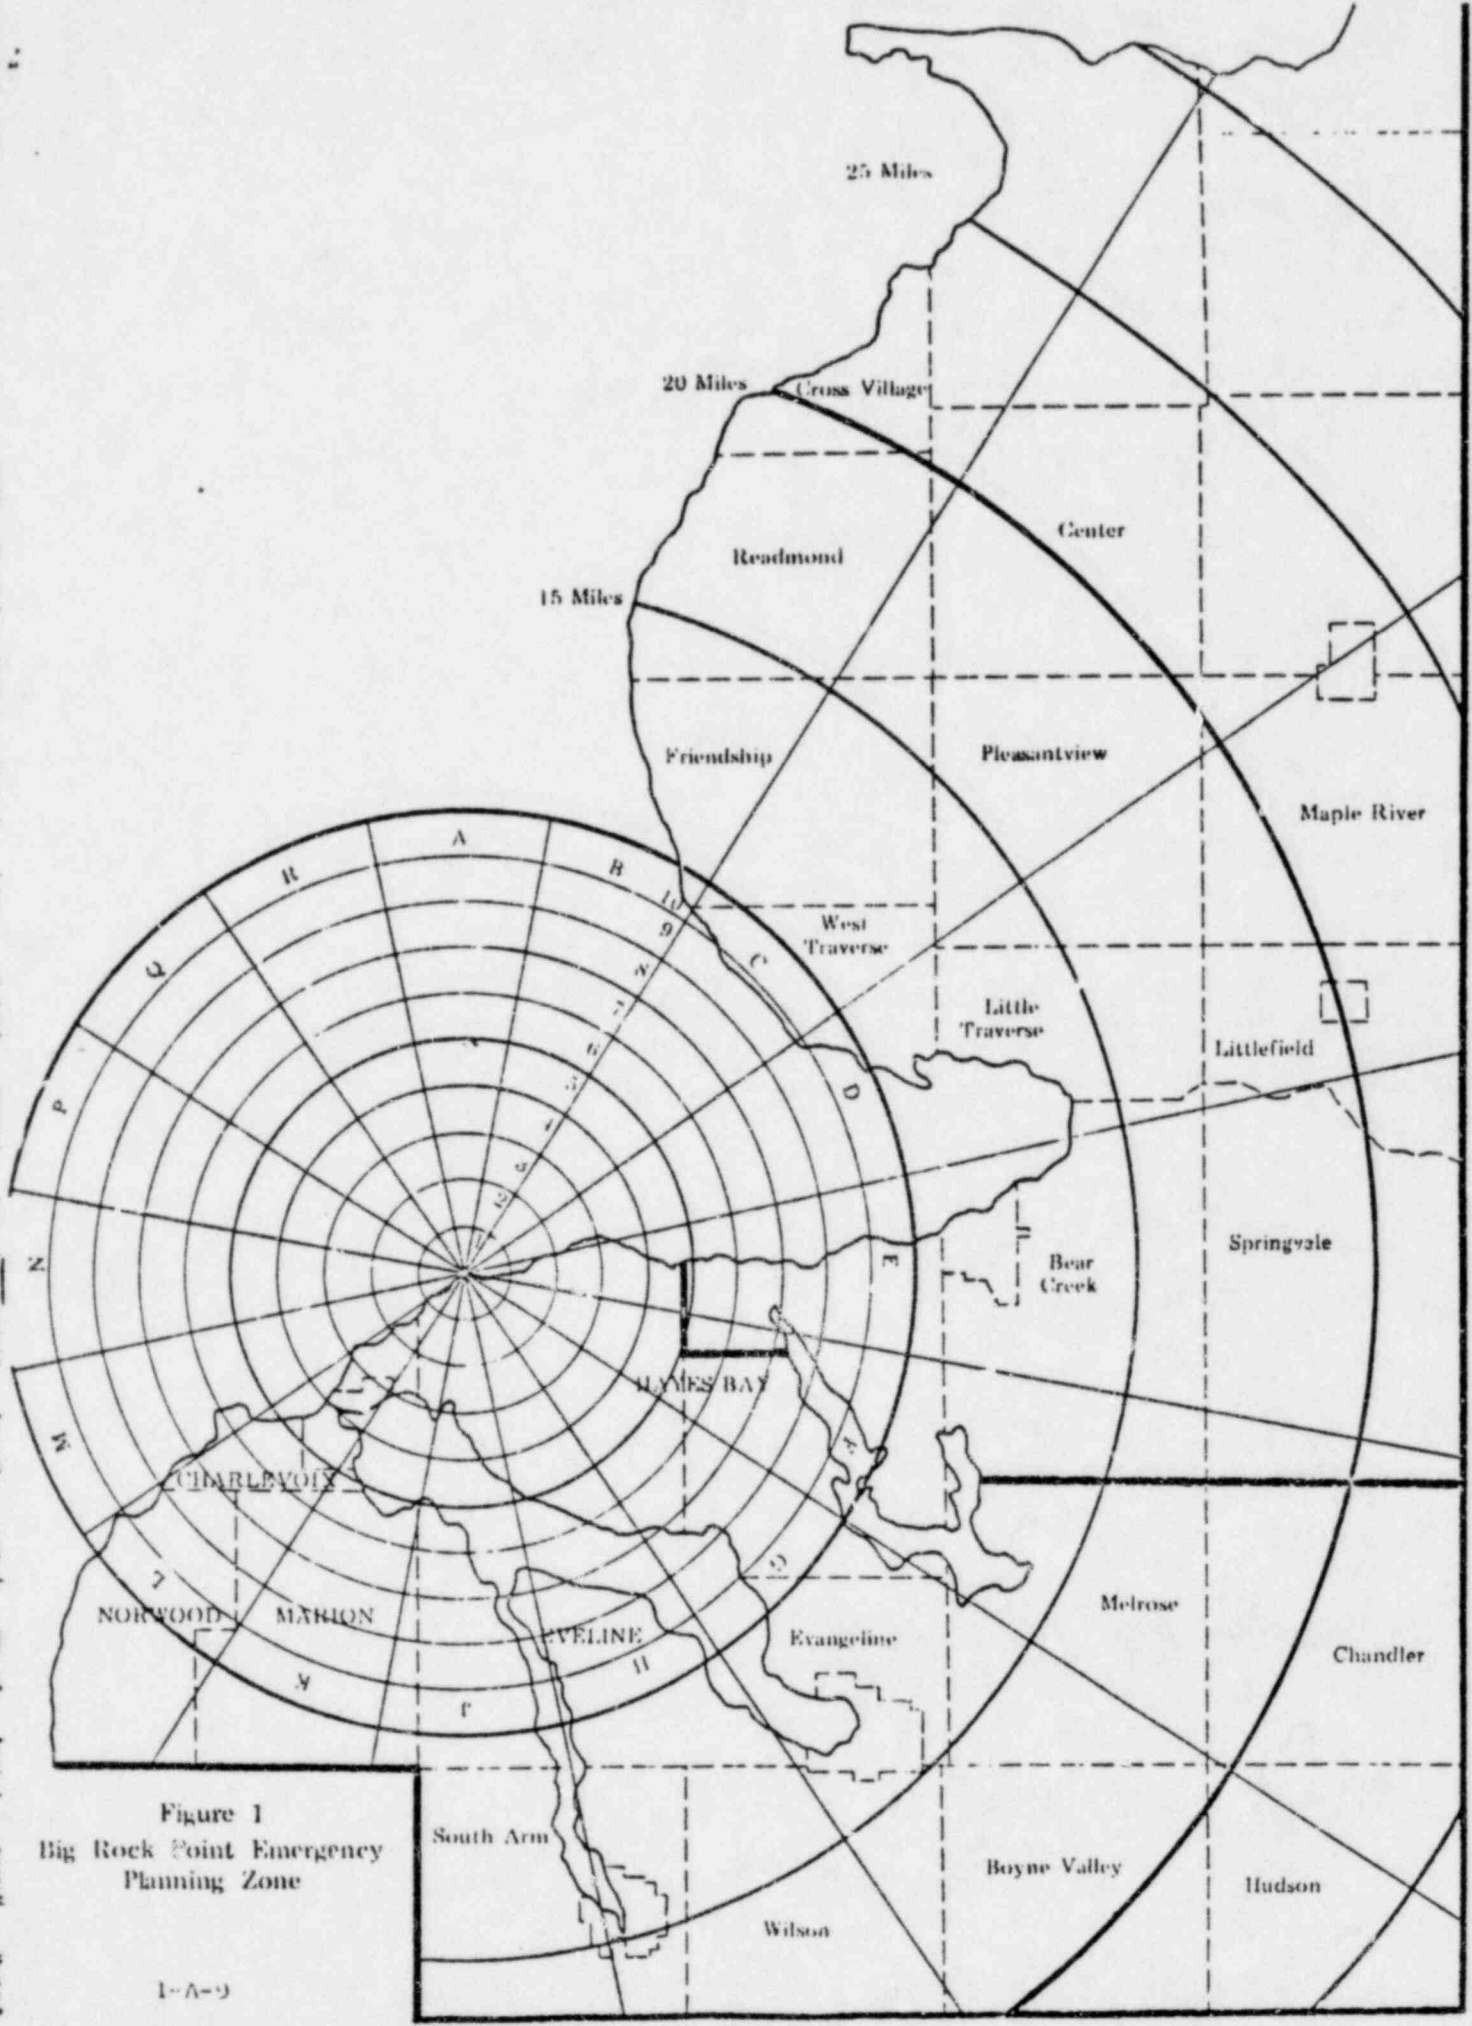 25 Miles
20 Miles
Cross Village
Center
Readmond
15 Miles
Friendship
Pleasantview
Maple River
A
B
R
10
9
West
Traverse
C
Q
8
7
Little
Traverse
6
Littlefield
5
D
P
4
3
2
1
N
E
Springvale
Bear
Creek
HAYES BAY
M
F
CHARLEVOIX
G
L
Melrose
NORWOOD
MARION
EVELINE
Evangeline
H
Chandler
K
J
Figure 1
Big Rock Point Emergency
Planning Zone
South Arm
Boyne Valley
Hudson
Wilson
1-A-9